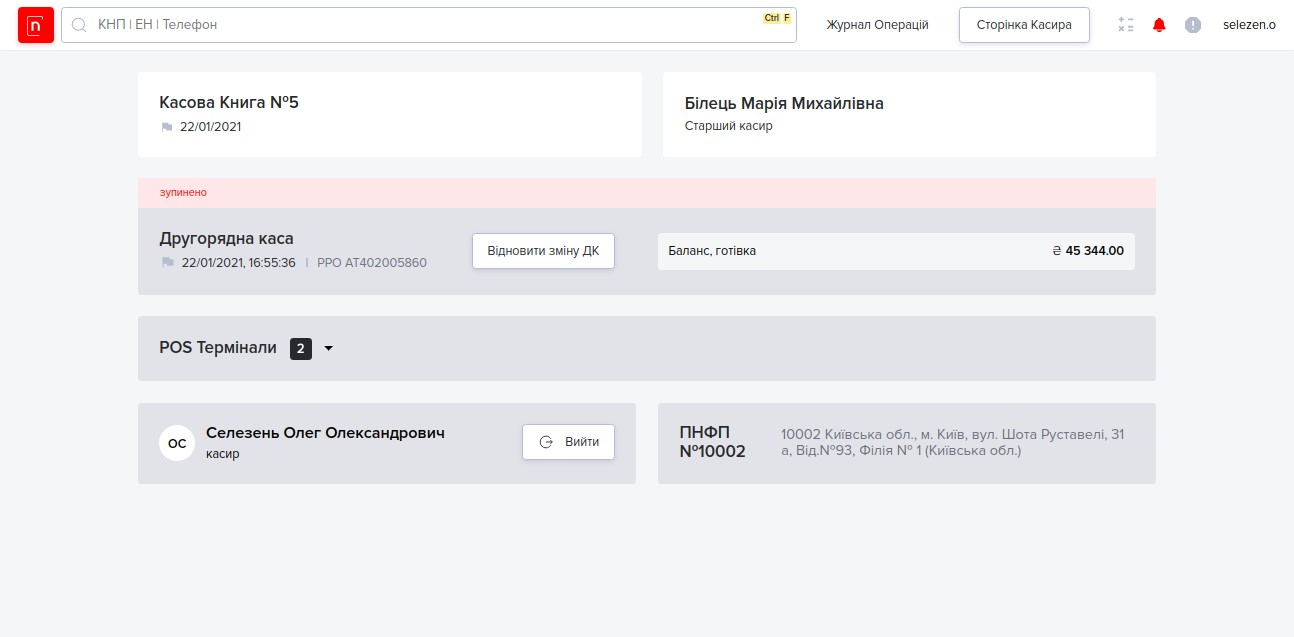 n
КНП | ЕН | Телефон
Ctrl F
Журнал Операцій
Сторінка Касира
selezen.o
Касова Книга №5
22/01/2021
Білець Марія Михайлівна
Старший касир
зупинено
Другорядна каса
22/01/2021, 16:55:36 | РРО АТ402005860
Відновити зміну ДК
Баланс, готівка
₴ 45 344.00
POS Термінали 2
ОС
Селезень Олег Олександрович
касир
Вийти
ПНФП
№10002
10002 Київська обл., м. Київ, вул. Шота Руставелі, 31
а, Від.№93, Філія № 1 (Київська обл.)